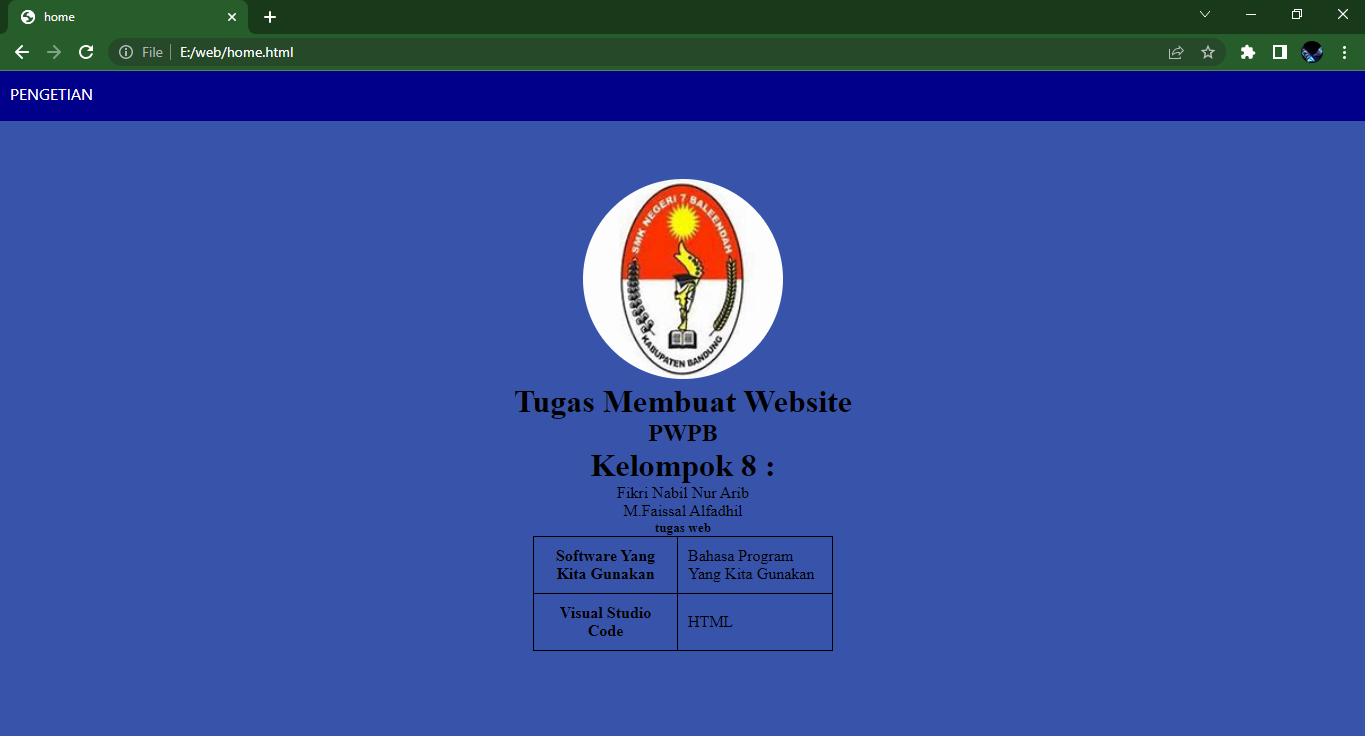 home
File
E:/web/home.html
PENGETIAN
SMK NEGERI 7 BALEENDAH
KABUPATEN BANDUNG
Tugas Membuat Website
PWPB
Kelompok 8 :
Fikri Nabil Nur Arib
M.Faissal Alfadhil
tugas web
Software Yang
Kita Gunakan
Bahasa Program
Yang Kita Gunakan
Visual Studio
Code
HTML